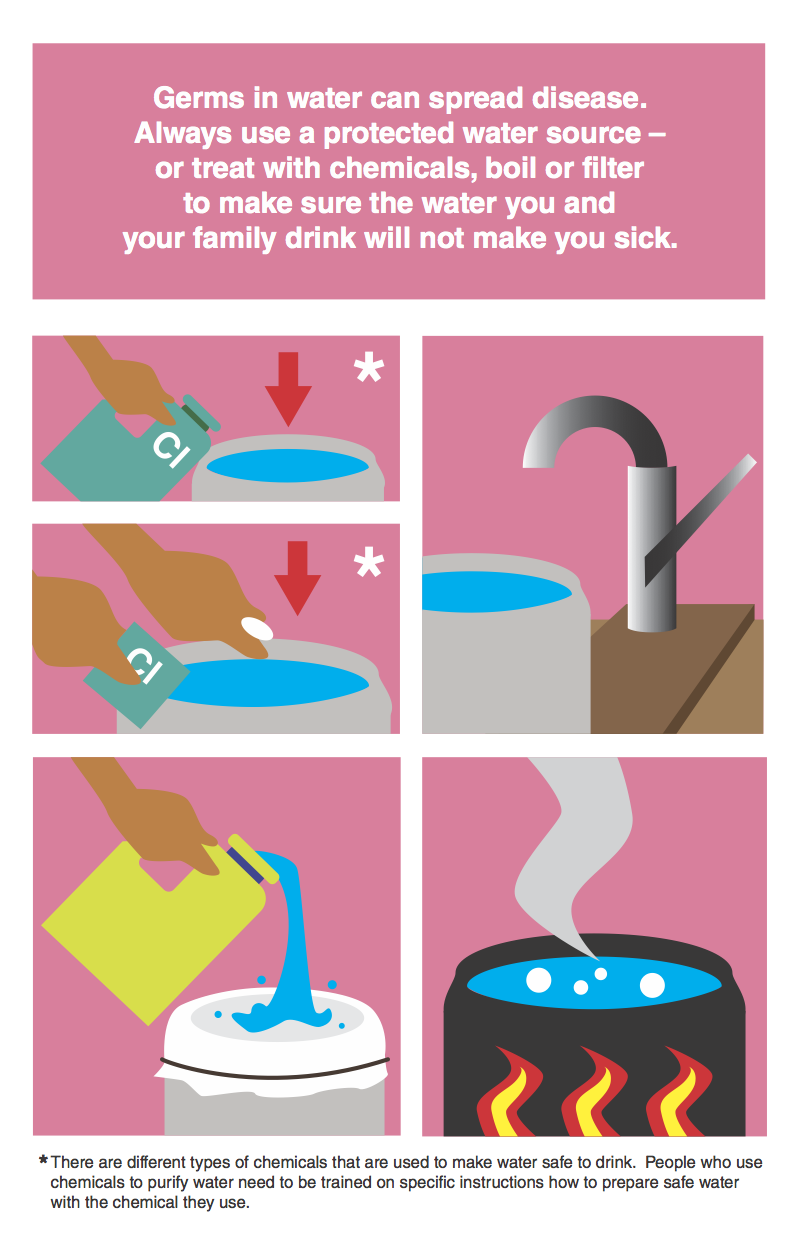 Germs in water can spread disease.
Always use a protected water source –
or treat with chemicals, boil or filter
to make sure the water you and
your family drink will not make you sick.
*
Cl
*
Cl
* There are different types of chemicals that are used to make water safe to drink.  People who use
chemicals to purify water need to be trained on specific instructions how to prepare safe water
with the chemical they use.